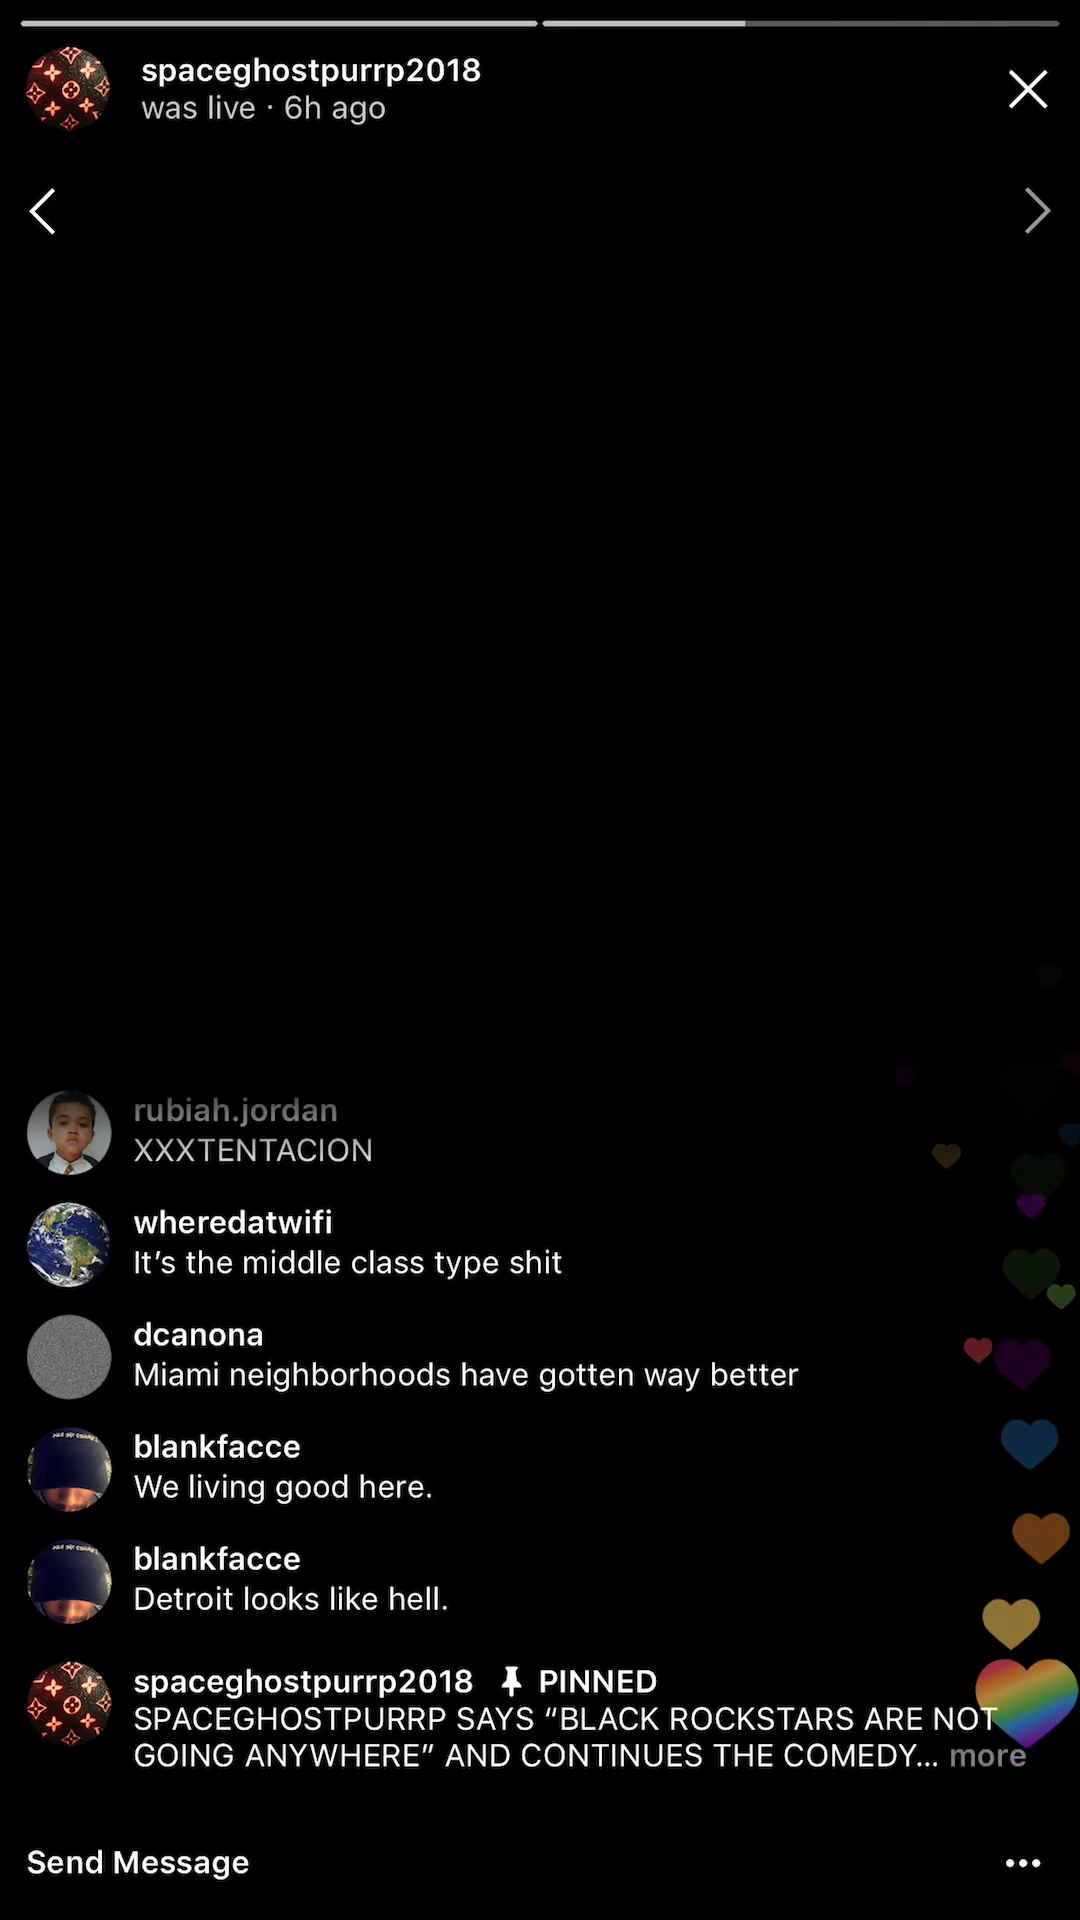 spaceghostpurrp2018
was live · 6h ago
rubiah.jordan
XXXTENTACION
wheredatwifi
It’s the middle class type shit
dcanona
Miami neighborhoods have gotten way better
blankfacce
We living good here.
blankfacce
Detroit looks like hell.
spaceghostpurrp2018 PINNED
SPACEGHOSTPURRP SAYS “BLACK ROCKSTARS ARE NOT
GOING ANYWHERE” AND CONTINUES THE COMEDY... more
Send Message